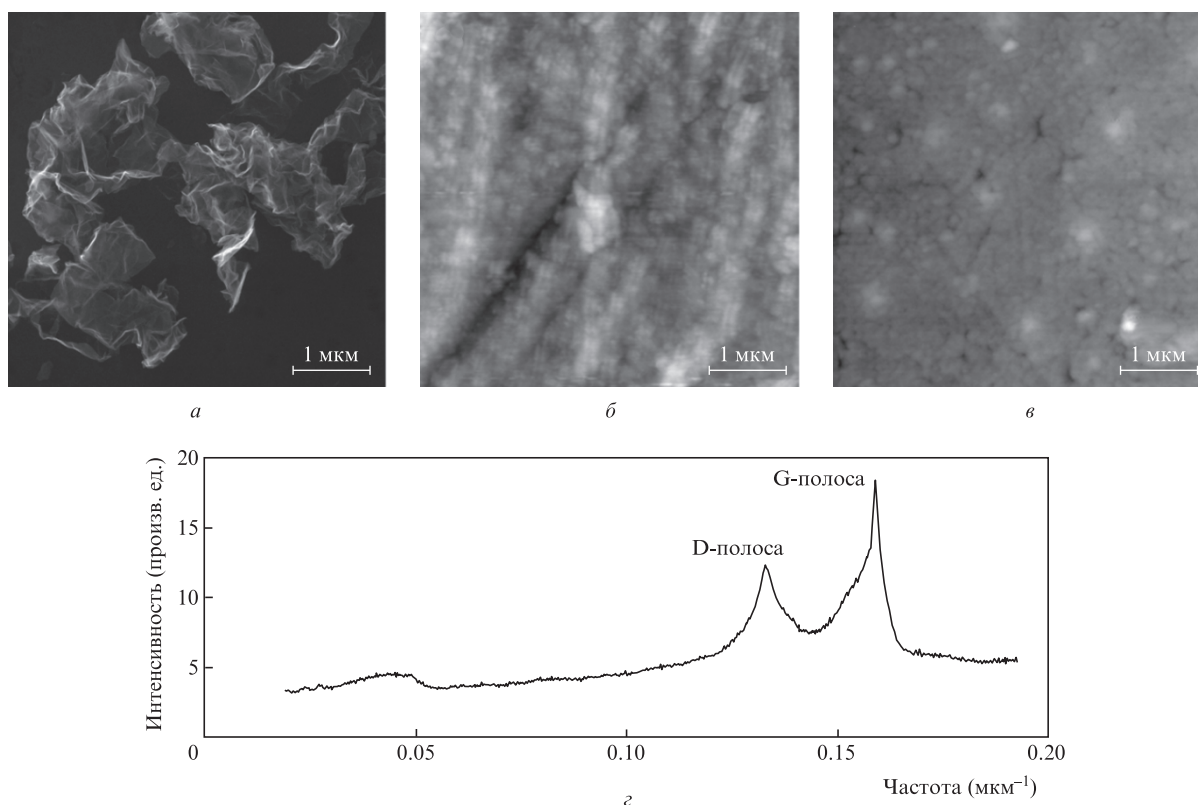 1 мкм
1 мкм
1 мкм
а
б
в
Интенсивность (произв. ед.)
20
15
10
5
0
0.05
0.10
0.15
0.20
D-полоса
G-полоса
Частота (мкм⁻¹)
г